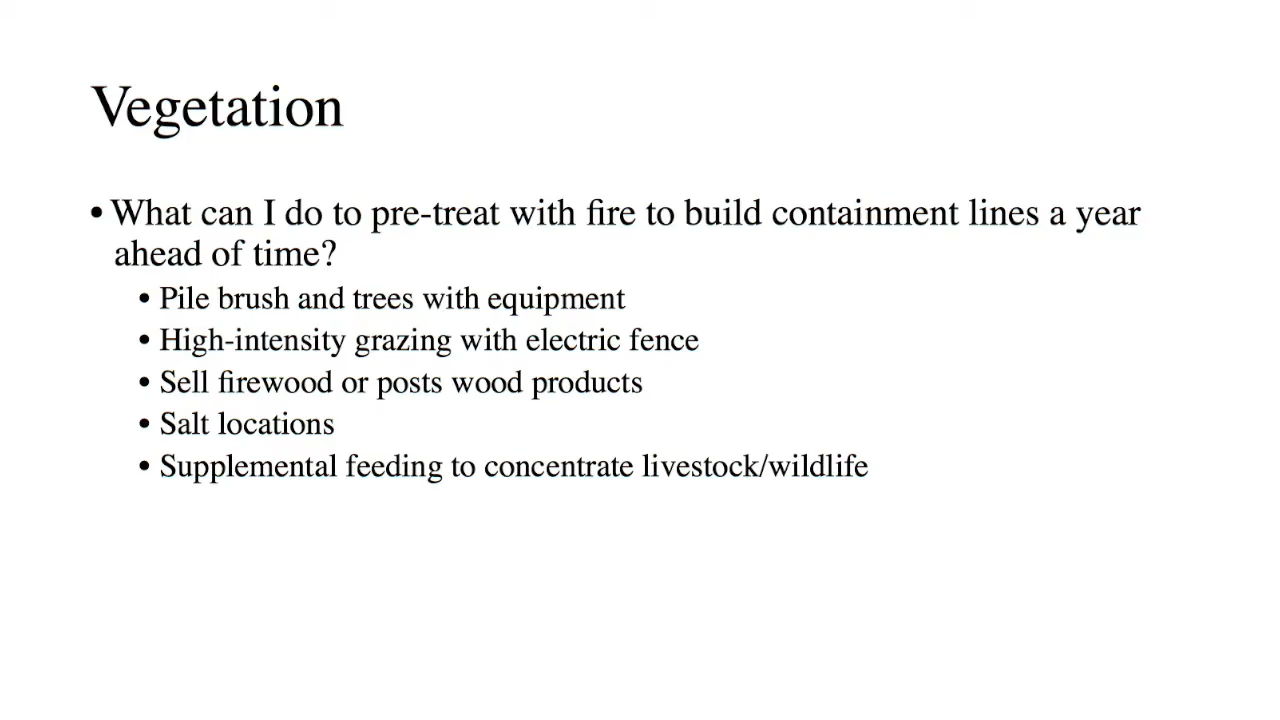 Vegetation
• What can I do to pre-treat with fire to build containment lines a year
ahead of time?
• Pile brush and trees with equipment
• High-intensity grazing with electric fence
• Sell firewood or posts wood products
• Salt locations
• Supplemental feeding to concentrate livestock/wildlife